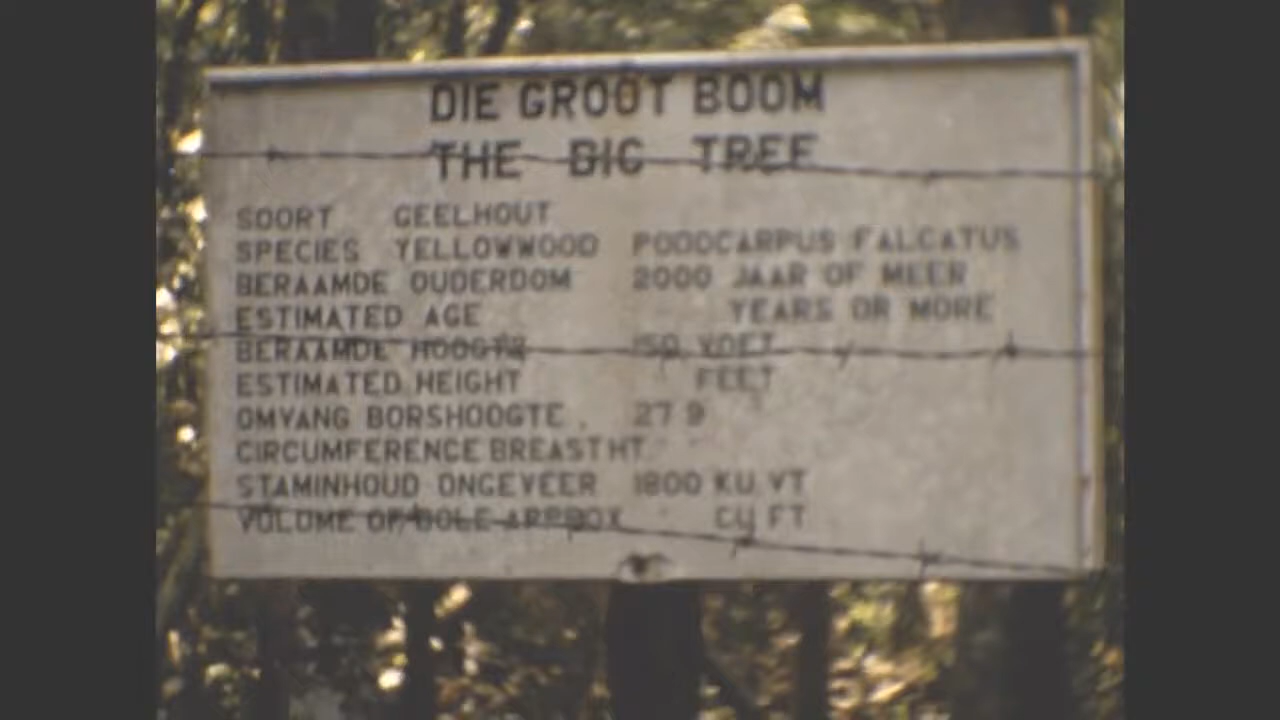 DIE GROOT BOOM
THE BIG TREE
SOORT GEELHOUT
SPECIES YELLOWWOOD PODOCARPUS FALCATUS
BERAAMDE OUDERDOM 2000 JAAR OF MEER
ESTIMATED AGE YEARS OR MORE
BERAAMDE HOOGTE 150 VOET
ESTIMATED HEIGHT FEET
OMVANG BORSHOOGTE 27 9
CIRCUMFERENCE BREAST HT
STAMINHOUD ONGEVEER 1800 KU VT
VOLUME OF BOLE APPROX CU FT